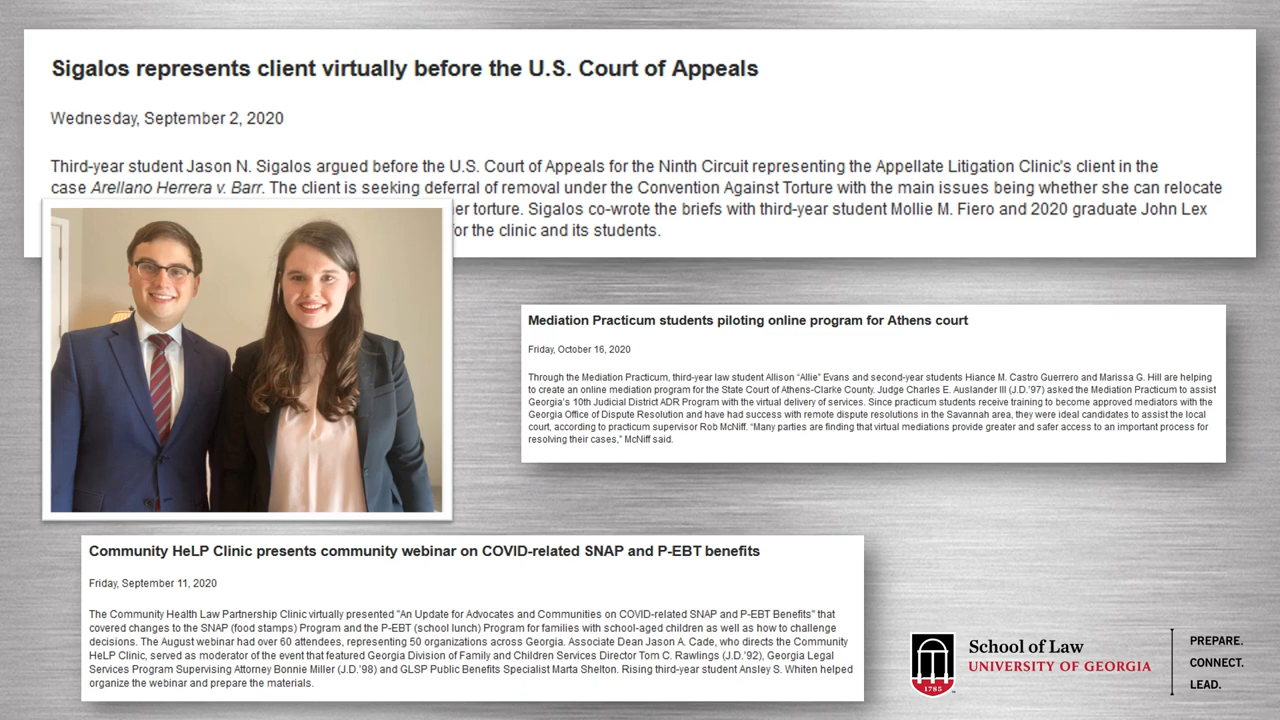 Sigalos represents client virtually before the U.S. Court of Appeals
Wednesday, September 2, 2020
Third-year student Jason N. Sigalos argued before the U.S. Court of Appeals for the Ninth Circuit representing the Appellate Litigation Clinic's client in the
case Arellano Herrera v. Barr. The client is seeking deferral of removal under the Convention Against Torture with the main issues being whether she can relocate
er torture. Sigalos co-wrote the briefs with third-year student Mollie M. Fiero and 2020 graduate John Lex
or the clinic and its students.
Mediation Practicum students piloting online program for Athens court
Friday, October 16, 2020
Through the Mediation Practicum, third-year law student Allison “Allie” Evans and second-year students Hiance M. Castro Guerrero and Marissa G. Hill are helping
to create an online mediation program for the State Court of Athens-Clarke County. Judge Charles E. Auslander III (J.D.'97) asked the Mediation Practicum to assist
Georgia's 10th Judicial District ADR Program with the virtual delivery of services. Since practicum students receive training to become approved mediators with the
Georgia Office of Dispute Resolution and have had success with remote dispute resolutions in the Savannah area, they were ideal candidates to assist the local
court, according to practicum supervisor Rob McNiff. “Many parties are finding that virtual mediations provide greater and safer access to an important process for
resolving their cases,” McNiff said.
Community HeLP Clinic presents community webinar on COVID-related SNAP and P-EBT benefits
Friday, September 11, 2020
The Community Health Law Partnership Clinic virtually presented "An Update for Advocates and Communities on COVID-related SNAP and P-EBT Benefits" that
covered changes to the SNAP (food stamps) Program and the P-EBT (school lunch) Program for families with school-aged children as well as how to challenge
decisions. The August webinar had over 60 attendees, representing 50 organizations across Georgia. Associate Dean Jason A. Cade, who directs the Community
HeLP Clinic, served as moderator of the event that featured Georgia Division of Family and Children Services Director Tom C. Rawlings (J.D.'92), Georgia Legal
Services Program Supervising Attorney Bonnie Miller (J.D.'98) and GLSP Public Benefits Specialist Marta Shelton. Rising third-year student Ansley S. Whiten helped
organize the webinar and prepare the materials.
1785
School of Law
UNIVERSITY OF GEORGIA
PREPARE.
CONNECT.
LEAD.